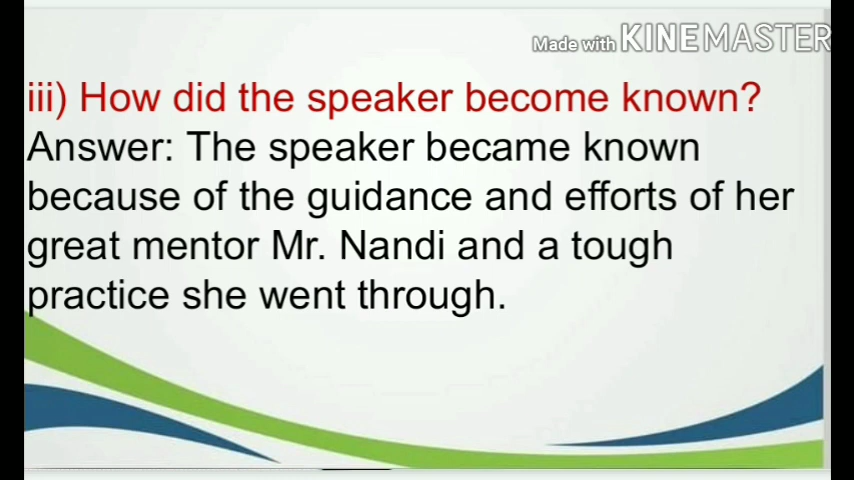 Made with KINEMASTER
iii) How did the speaker become known?
Answer: The speaker became known
because of the guidance and efforts of her
great mentor Mr. Nandi and a tough
practice she went through.